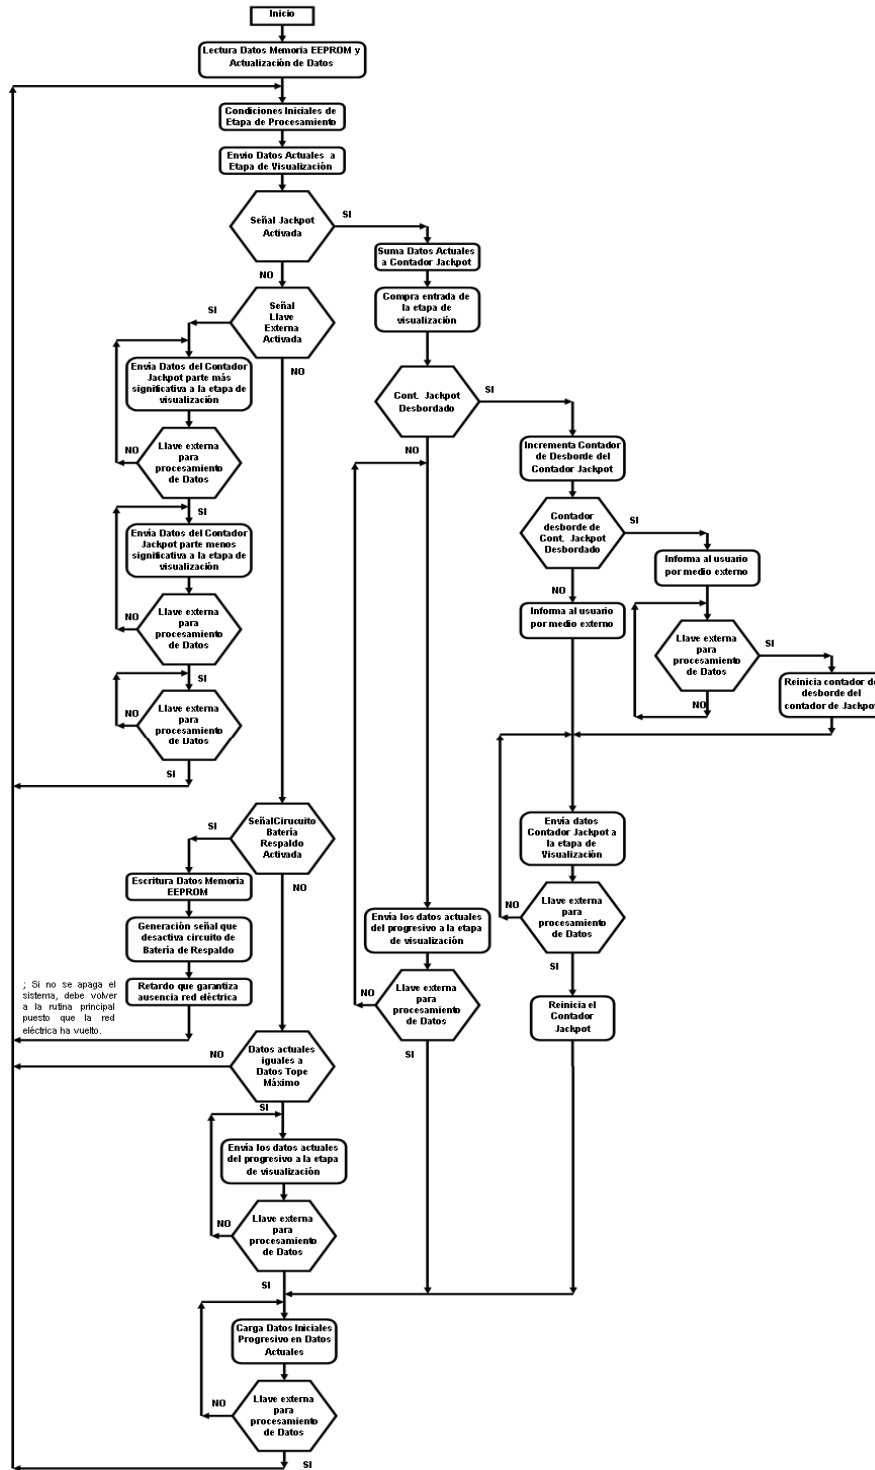 Inicio
Lectura Datos Memoria EEPROM y
Actualización de Datos
Condiciones Iniciales de
Etapa de Procesamiento
Envio Datos Actuales a
Etapa de Visualización
Señal Jackpot
Activada
SI
NO
Suma Datos Actuales
a Contador Jackpot
Compra entrada de
la etapa de
visualización
Señal
Llave
Externa
Activada
SI
NO
Envía Datos del Contador
Jackpot parte más
significativa a la etapa de
visualización
Cont. Jackpot
Desbordado
SI
NO
Llave externa
para
procesamiento
de Datos
NO
SI
Incrementa Contador
de Desborde del
Contador Jackpot
Envía Datos del Contador
Jackpot parte menos
significativa a la etapa de
visualización
Contador
desborde de
Cont. Jackpot
Desbordado
SI
NO
Informa al usuario
por medio externo
Informa al usuario
por medio externo
Llave externa
para
procesamiento
de Datos
NO
SI
Llave externa
para
procesamiento
de Datos
SI
NO
Reinicia contador de
desborde del
contador de Jackpot
Llave externa
para
procesamiento
de Datos
NO
SI
SeñalCirucuito
Batería
Respaldo
Activada
SI
NO
Envía datos
Contador Jackpot a
la etapa de
Visualización
Escritura Datos Memoria
EEPROM
Llave externa
para
procesamiento
de Datos
NO
SI
Generación señal que
desactiva circuito de
Batería de Respaldo
Envía los datos actuales
del progresivo a la etapa
de visualización
Retardo que garantiza
ausencia red eléctrica
; Si no se apaga el
sistema, debe volver
a la rutina principal
puesto que la red
eléctrica ha vuelto.
Llave externa
para
procesamiento
de Datos
NO
SI
Reinicia el
Contador
Jackpot
Datos actuales
iguales a
Datos Tope
Máximo
NO
SI
Envía los datos actuales
del progresivo a la etapa
de visualización
Llave externa
para
procesamiento
de Datos
NO
SI
Carga Datos Iniciales
Progresivo en Datos
Actuales
Llave externa
para
procesamiento
de Datos
NO
SI